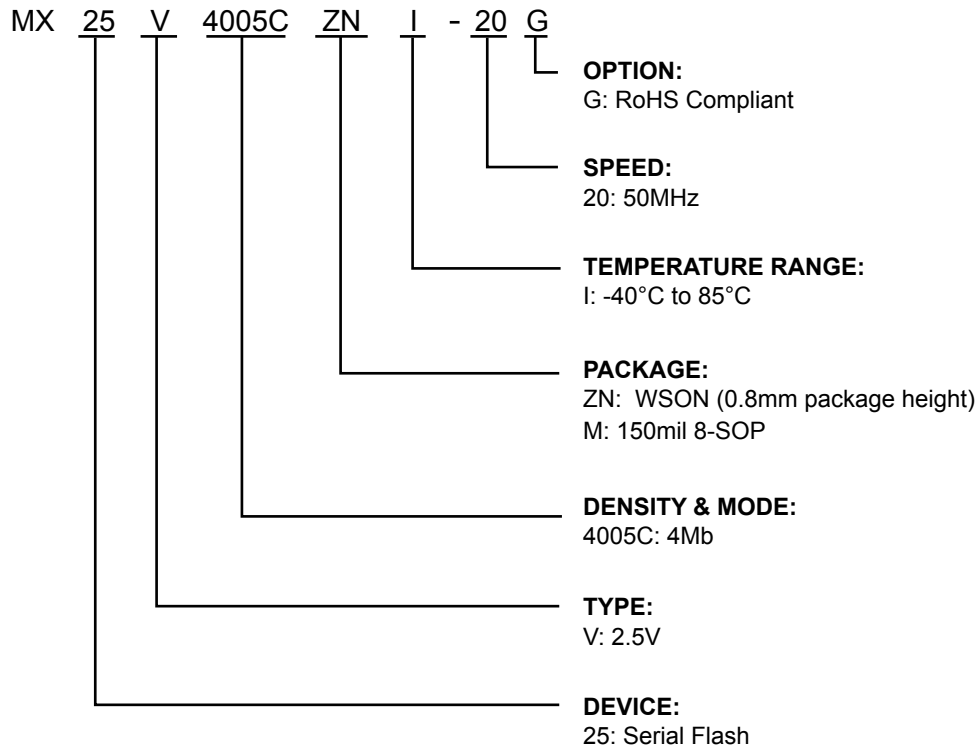 MX 25 V 4005C ZN I - 20 G
OPTION:
G: RoHS Compliant
SPEED:
20: 50MHz
TEMPERATURE RANGE:
I: -40°C to 85°C
PACKAGE:
ZN: WSON (0.8mm package height)
M: 150mil 8-SOP
DENSITY & MODE:
4005C: 4Mb
TYPE:
V: 2.5V
DEVICE:
25: Serial Flash